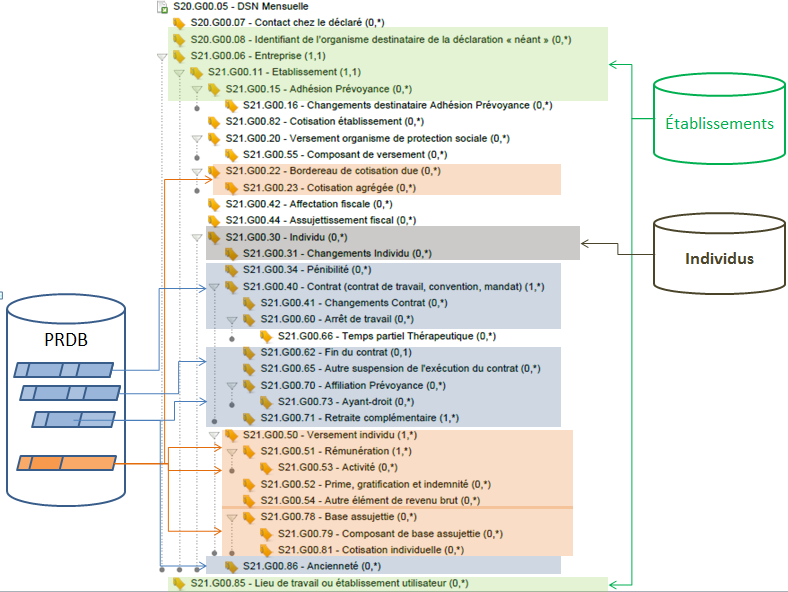 S20.G00.05 - DSN Mensuelle
S20.G00.07 - Contact chez le déclaré (0,*)
S20.G00.08 - Identifiant de l'organisme destinataire de la déclaration « néant » (0,*)
S21.G00.06 - Entreprise (1,1)
S21.G00.11 - Etablissement (1,1)
S21.G00.15 - Adhésion Prévoyance (0,*)
S21.G00.16 - Changements destinataire Adhésion Prévoyance (0,*)
S21.G00.82 - Cotisation établissement (0,*)
S21.G00.20 - Versement organisme de protection sociale (0,*)
S21.G00.55 - Composant de versement (0,*)
S21.G00.22 - Bordereau de cotisation due (0,*)
S21.G00.23 - Cotisation agrégée (0,*)
S21.G00.42 - Affectation fiscale (0,*)
S21.G00.44 - Assujettissement fiscal (0,*)
S21.G00.30 - Individu (0,*)
S21.G00.31 - Changements Individu (0,*)
S21.G00.34 - Pénibilité (0,*)
S21.G00.40 - Contrat (contrat de travail, convention, mandat) (1,*)
S21.G00.41 - Changements Contrat (0,*)
S21.G00.60 - Arrêt de travail (0,*)
S21.G00.66 - Temps partiel Thérapeutique (0,*)
S21.G00.62 - Fin du contrat (0,1)
S21.G00.65 - Autre suspension de l'exécution du contrat (0,*)
S21.G00.70 - Affiliation Prévoyance (0,*)
S21.G00.73 - Ayant-droit (0,*)
S21.G00.71 - Retraite complémentaire (1,*)
S21.G00.50 - Versement individu (1,*)
S21.G00.51 - Rémunération (1,*)
S21.G00.53 - Activité (0,*)
S21.G00.52 - Prime, gratification et indemnité (0,*)
S21.G00.54 - Autre élément de revenu brut (0,*)
S21.G00.78 - Base assujettie (0,*)
S21.G00.79 - Composant de base assujettie (0,*)
S21.G00.81 - Cotisation individuelle (0,*)
S21.G00.86 - Ancienneté (0,*)
S21.G00.85 - Lieu de travail ou établissement utilisateur (0,*)
Établissements
Individus
PRDB